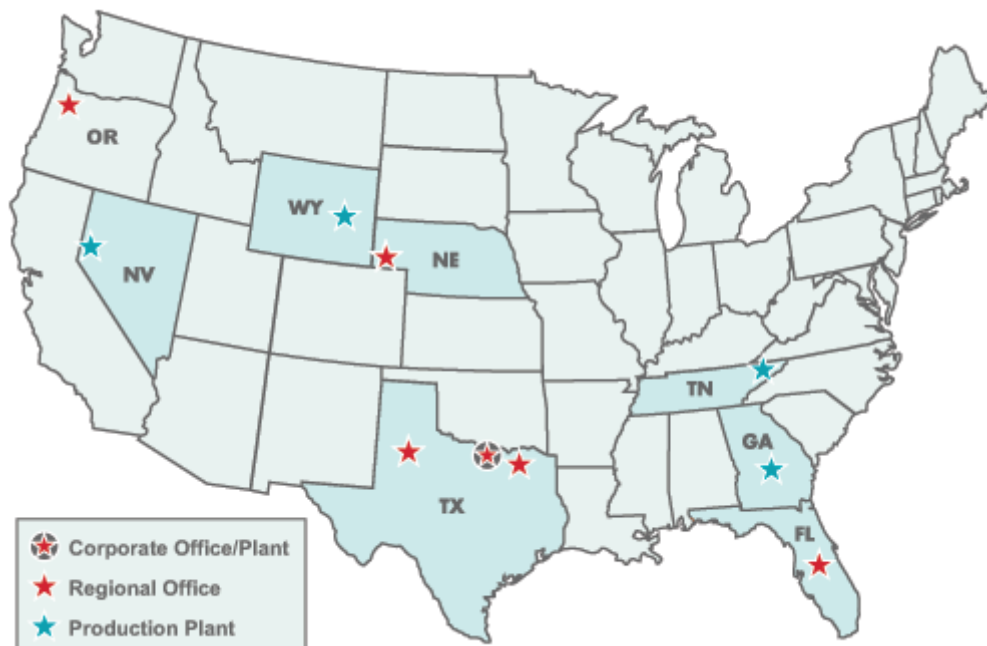 OR
WY
NV
NE
TN
GA
TX
FL
Corporate Office/Plant
Regional Office
Production Plant